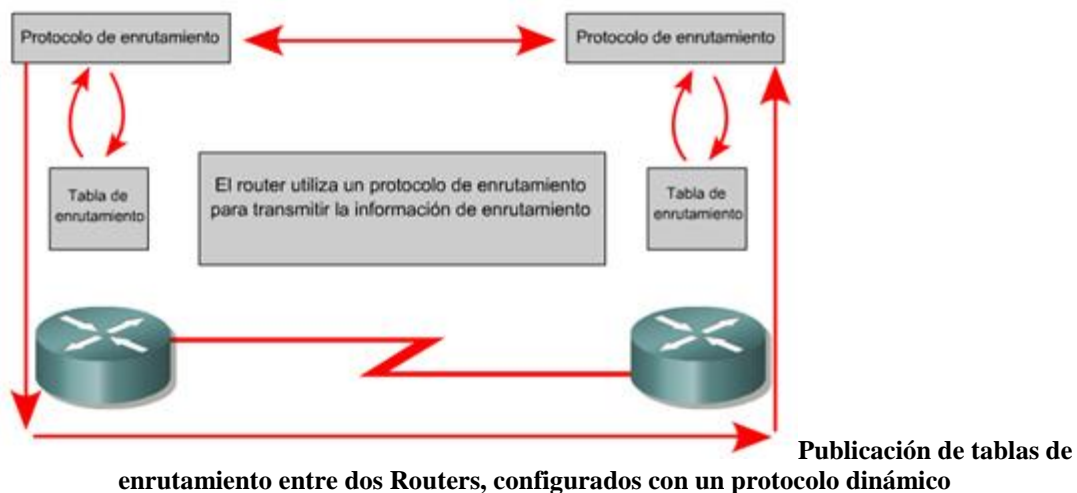 Protocolo de enrutamiento
Protocolo de enrutamiento
Tabla de
enrutamiento
El router utiliza un protocolo de enrutamiento
para transmitir la información de enrutamiento
Tabla de
enrutamiento
Publicación de tablas de
enrutamiento entre dos Routers, configurados con un protocolo dinámico